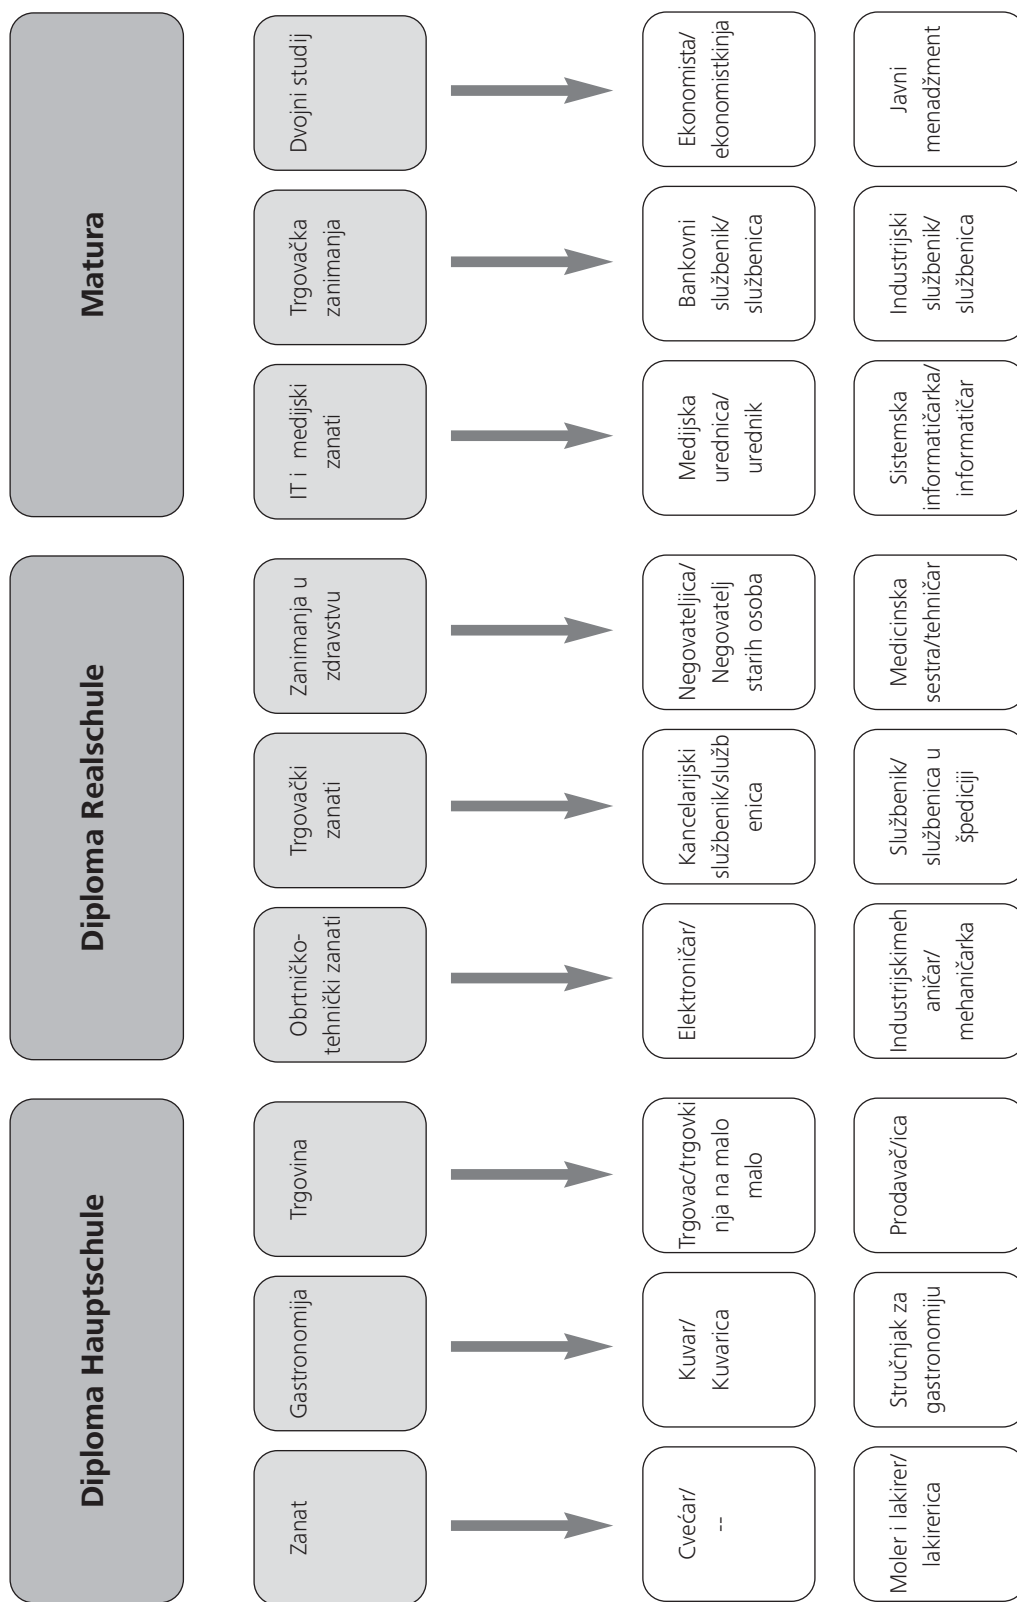 Diploma Hauptschule
Diploma Realschule
Matura
Zanat
Gastronomija
Trgovina
Obrtničko-
tehnički zanati
Trgovački
zanati
Zanimanja u
zdravstvu
IT i medijski
zanati
Trgovačka
zanimanja
Dvojni studij
Cvećar/
--
Kuvar/
Kuvarica
Trgovac/trgovki
nja na malo
malo
Elektroničar/
Kancelarijski
službenik/služb
enica
Negovateljica/
Negovatelj
starih osoba
Medijska
urednica/
urednik
Bankovni
službenik/
službenica
Ekonomista/
ekonomistkinja
Moler i lakirer/
lakirerica
Stručnjak za
gastronomiju
Prodavač/ica
Industrijskimeh
aničar/
mehaničarka
Službenik/
službenica u
špediciji
Medicinska
sestra/tehničar
Sistemska
informatičarka/
informatičar
Industrijski
službenik/
službenica
Javni
menadžment